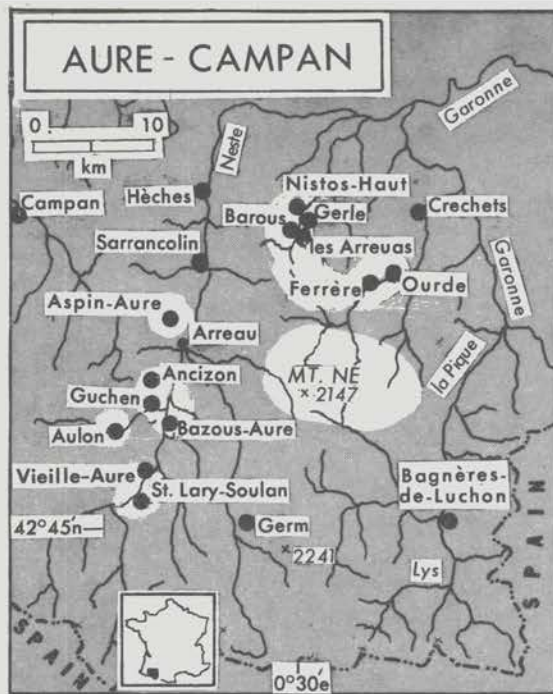 AURE - CAMPAN
0 10
km
Garonne
Neste
Campan
Hèches
Nistos-Haut
Barous
Gerle
Crechets
les Arreuas
Sarrancolin
Garonne
Ferrère
Ourde
Aspin-Aure
Arreau
la Pique
Ancizon
MT. NÉ
× 2147
Guchen
Aulon
Bazous-Aure
Vieille-Aure
Bagnères-
de-Luchon
St. Lary-Soulan
42°45'n
Germ
×2241
Lys
SPAIN
SPAIN
0°30'e